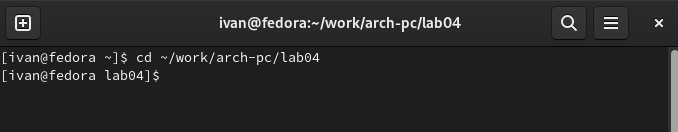 ivan@fedora:~/work/arch-pc/lab04
[ivan@fedora ~]$ cd ~/work/arch-pc/lab04
[ivan@fedora lab04]$